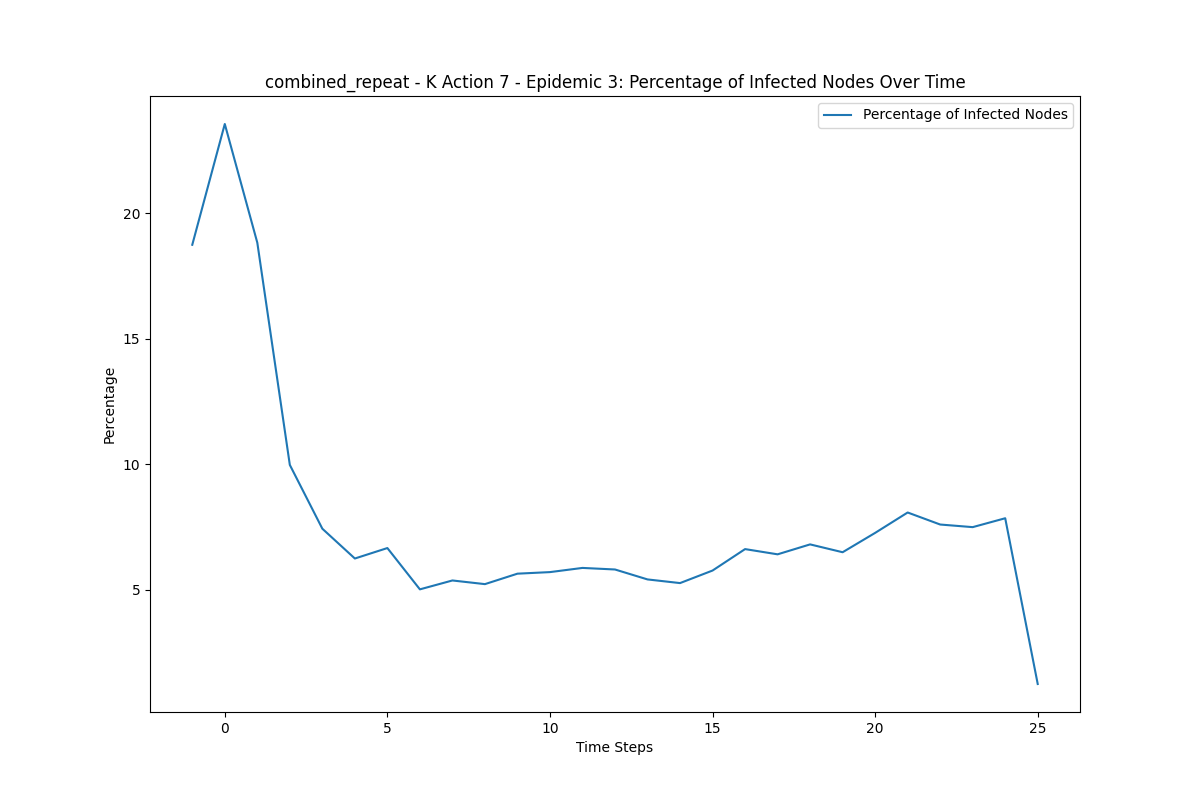 combined_repeat - K Action 7 - Epidemic 3: Percentage of Infected Nodes Over Time
Percentage of Infected Nodes
20
15
10
5
Percentage
0 5 10 15 20 25
Time Steps